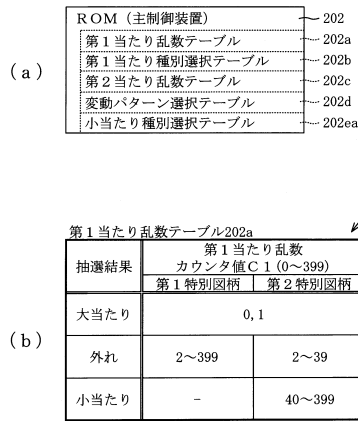 (a)
ROM（主制御装置） 202
第1当たり乱数テーブル 202a
第1当たり種別選択テーブル 202b
第2当たり乱数テーブル 202c
変動パターン選択テーブル 202d
小当たり種別選択テーブル 202ea
(b)
第1当たり乱数テーブル202a
抽選結果 第1当たり乱数
カウンタ値C1(0～399)
第1特別図柄 第2特別図柄
大当たり 0,1
外れ 2～399 2～39
小当たり － 40～399